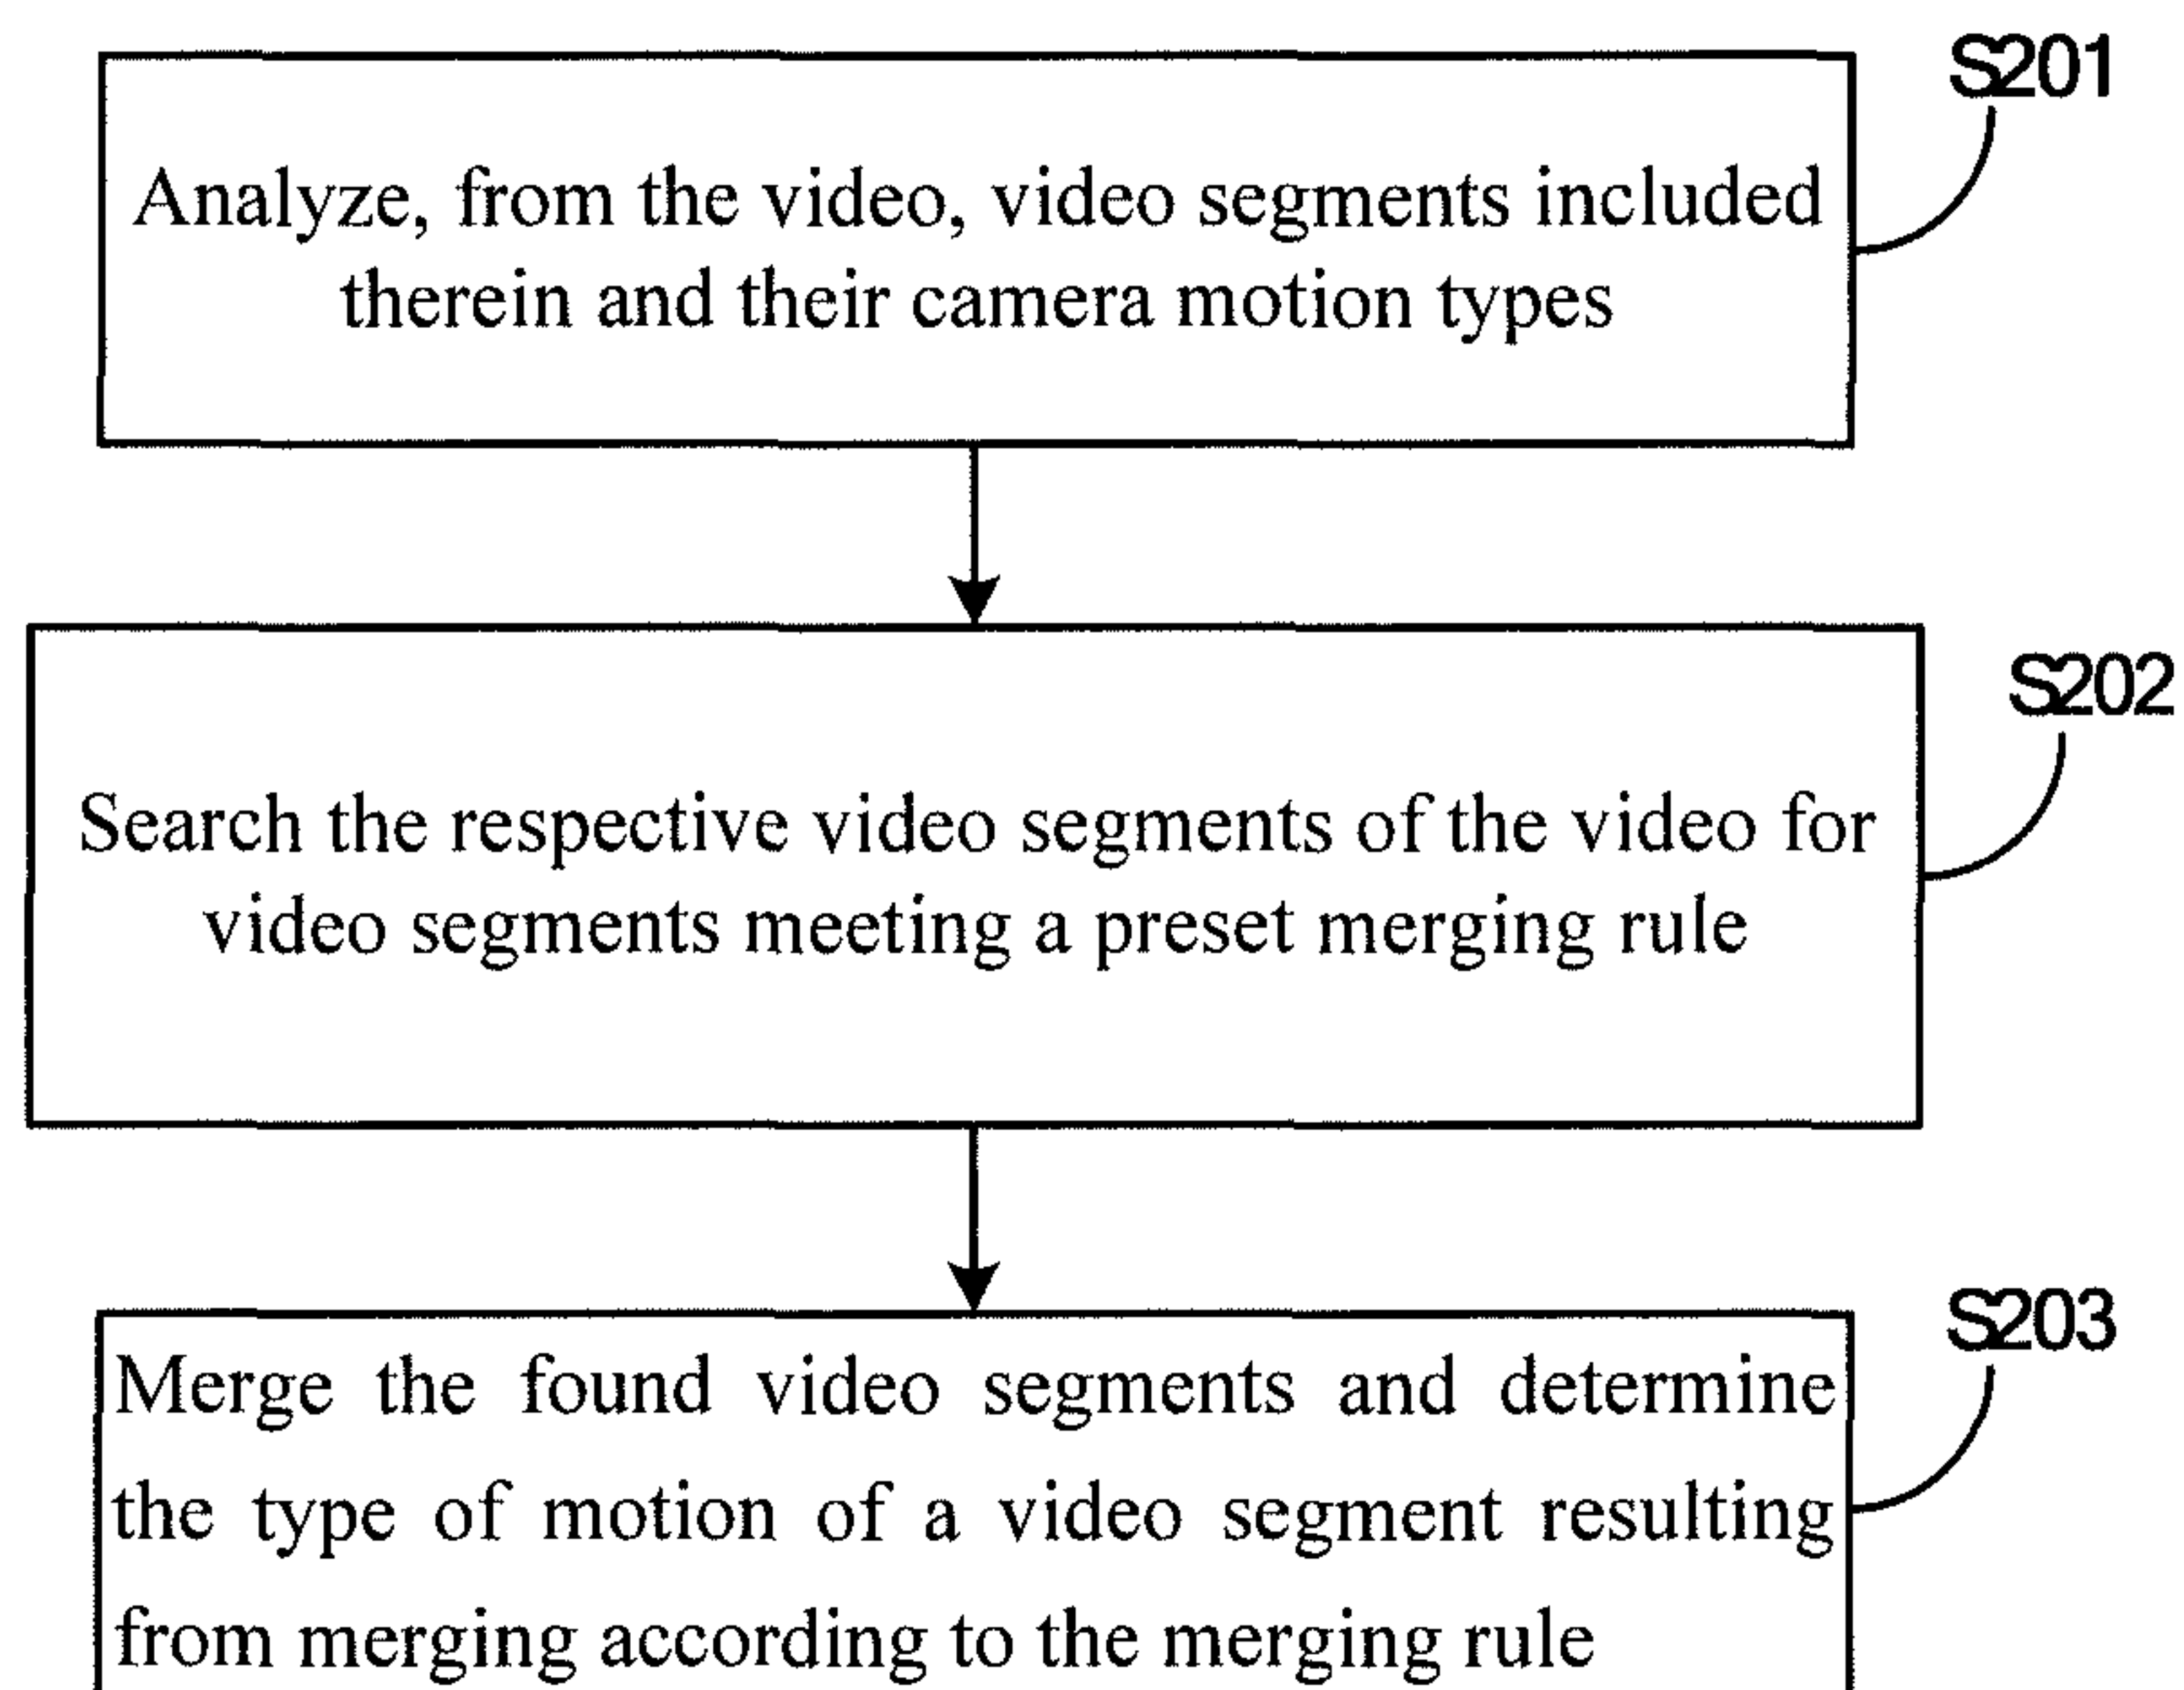 S201
Analyze, from the video, video segments included
therein and their camera motion types
S202
Search the respective video segments of the video for
video segments meeting a preset merging rule
S203
Merge the found video segments and determine
the type of motion of a video segment resulting
from merging according to the merging rule